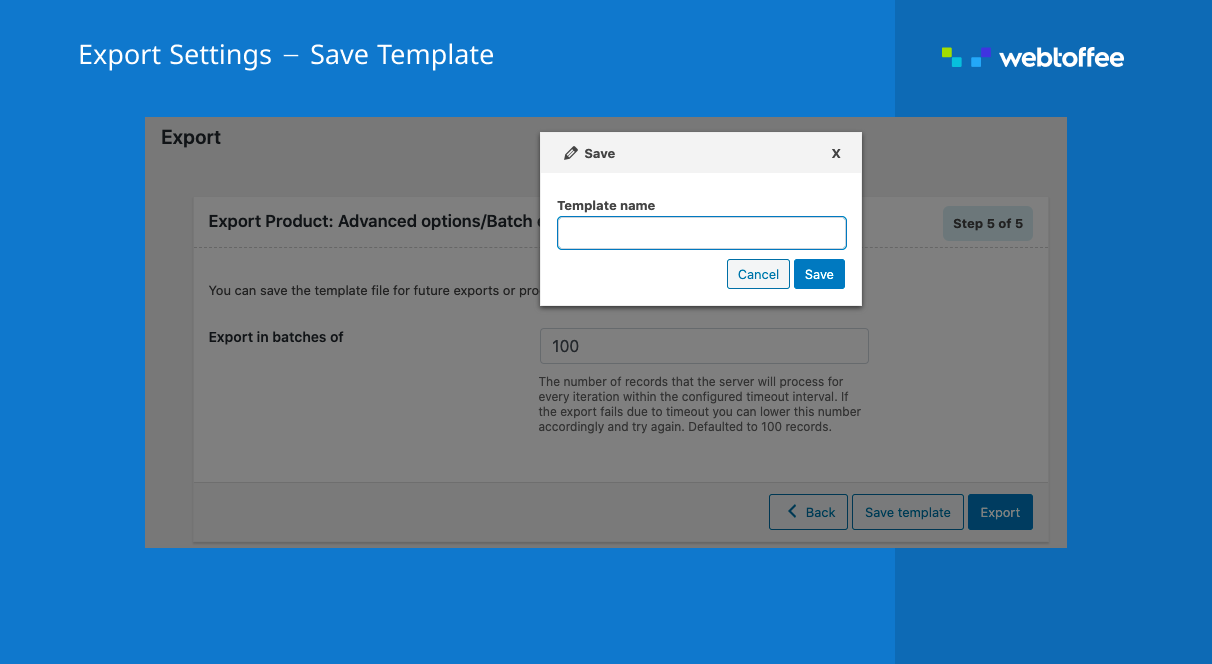 Export Settings – Save Template
webtoffee
Export
Save
X
Template name
Cancel
Save
Export Product: Advanced options/Batch
Step 5 of 5
You can save the template file for future exports or
Export in batches of
100
The number of records that the server will process for
every iteration within the configured timeout interval. If
the export fails due to timeout you can lower this number
accordingly and try again. Defaulted to 100 records.
Back
Save template
Export